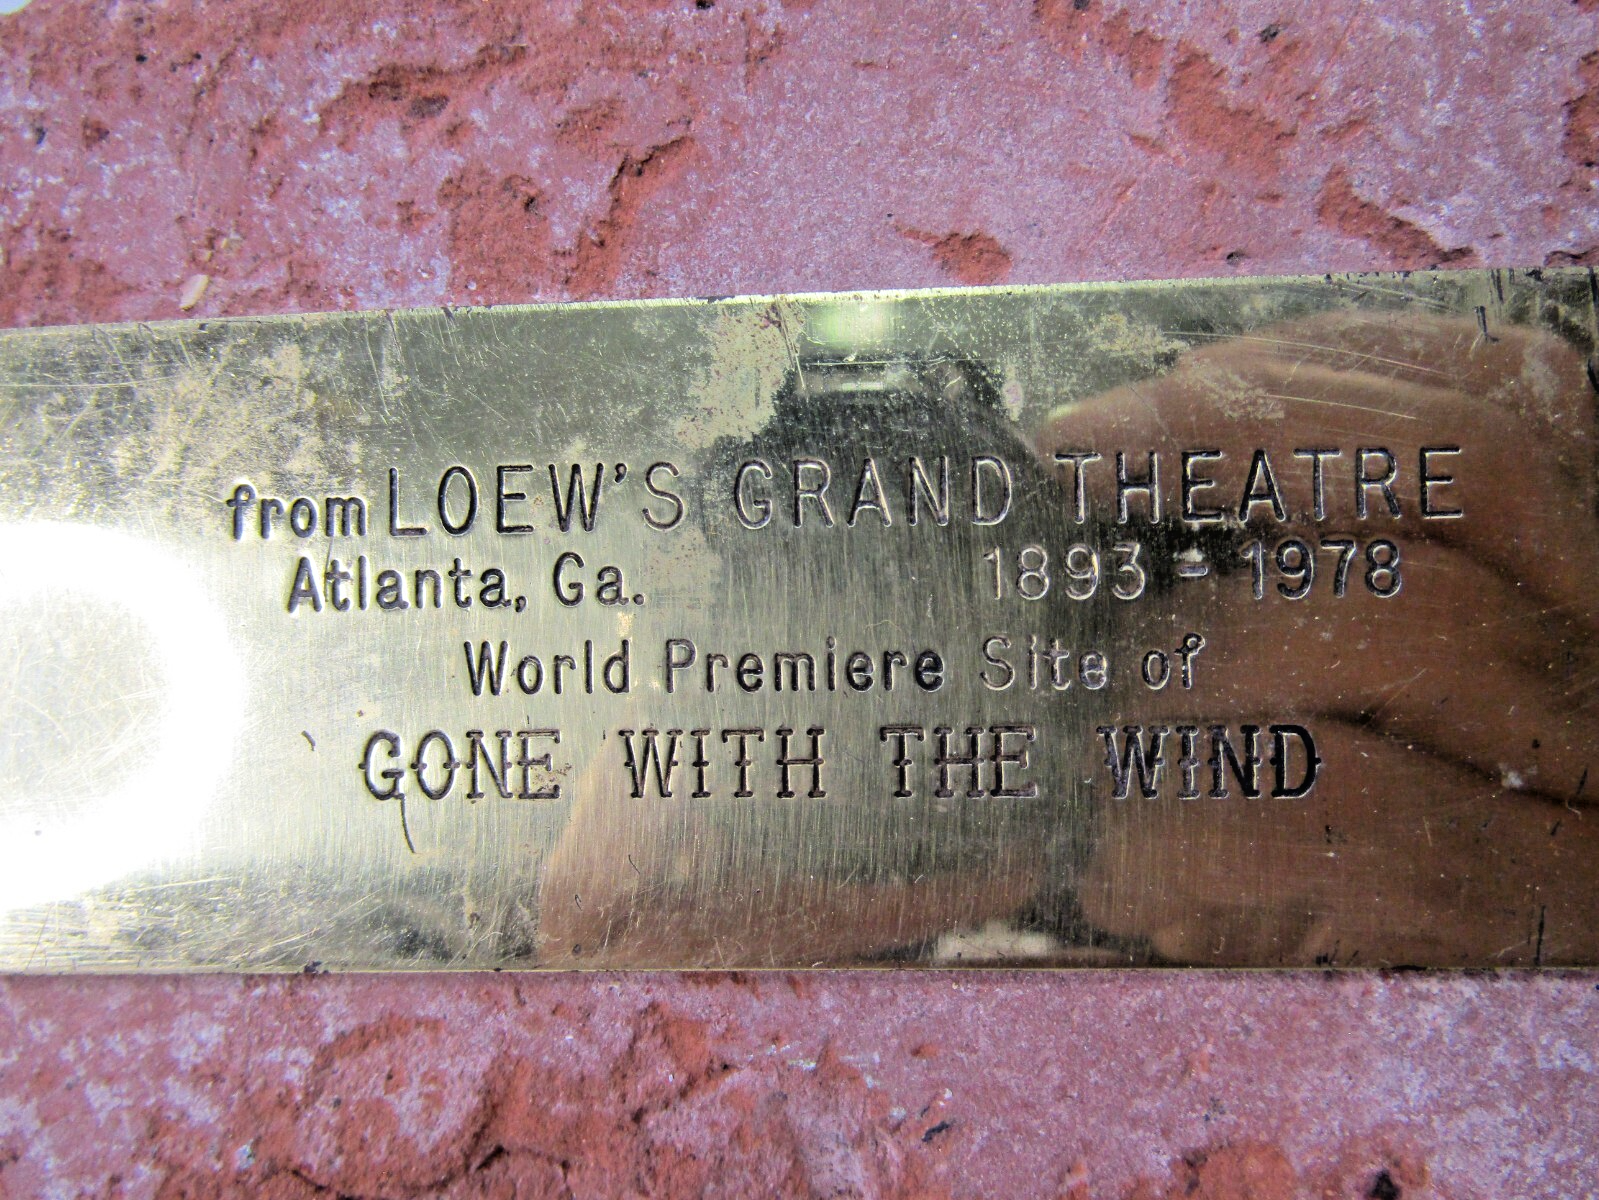 from LOEW'S GRAND THEATRE
Atlanta, Ga. 1893 - 1978
World Premiere Site of
GONE WITH THE WIND